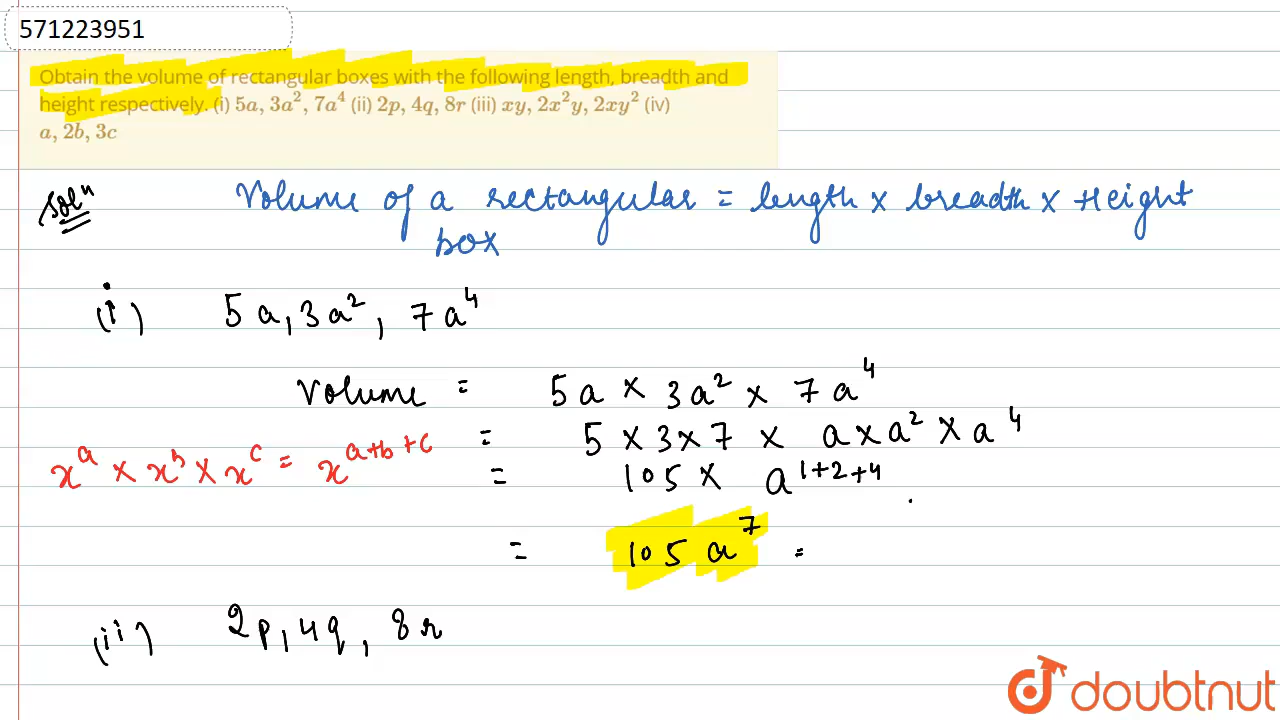 571223951
Obtain the volume of rectangular boxes with the following length, breadth and
height respectively. (i) 5a, 3a², 7a⁴ (ii) 2p, 4q, 8r (iii) xy, 2x²y, 2xy² (iv)
a, 2b, 3c
Solⁿ Volume of a rectangular = length × breadth × Height
box
(i) 5a, 3a², 7a⁴
Volume = 5a × 3a² × 7a⁴
= 5 × 3 × 7 × a × a² × a⁴
xᵃ × xᵇ × xᶜ = xᵃ⁺ᵇ⁺ᶜ
= 105 × a¹⁺²⁺⁴
= 105 a⁷ =
(ii) 2p, 4q, 8r
doubtnut